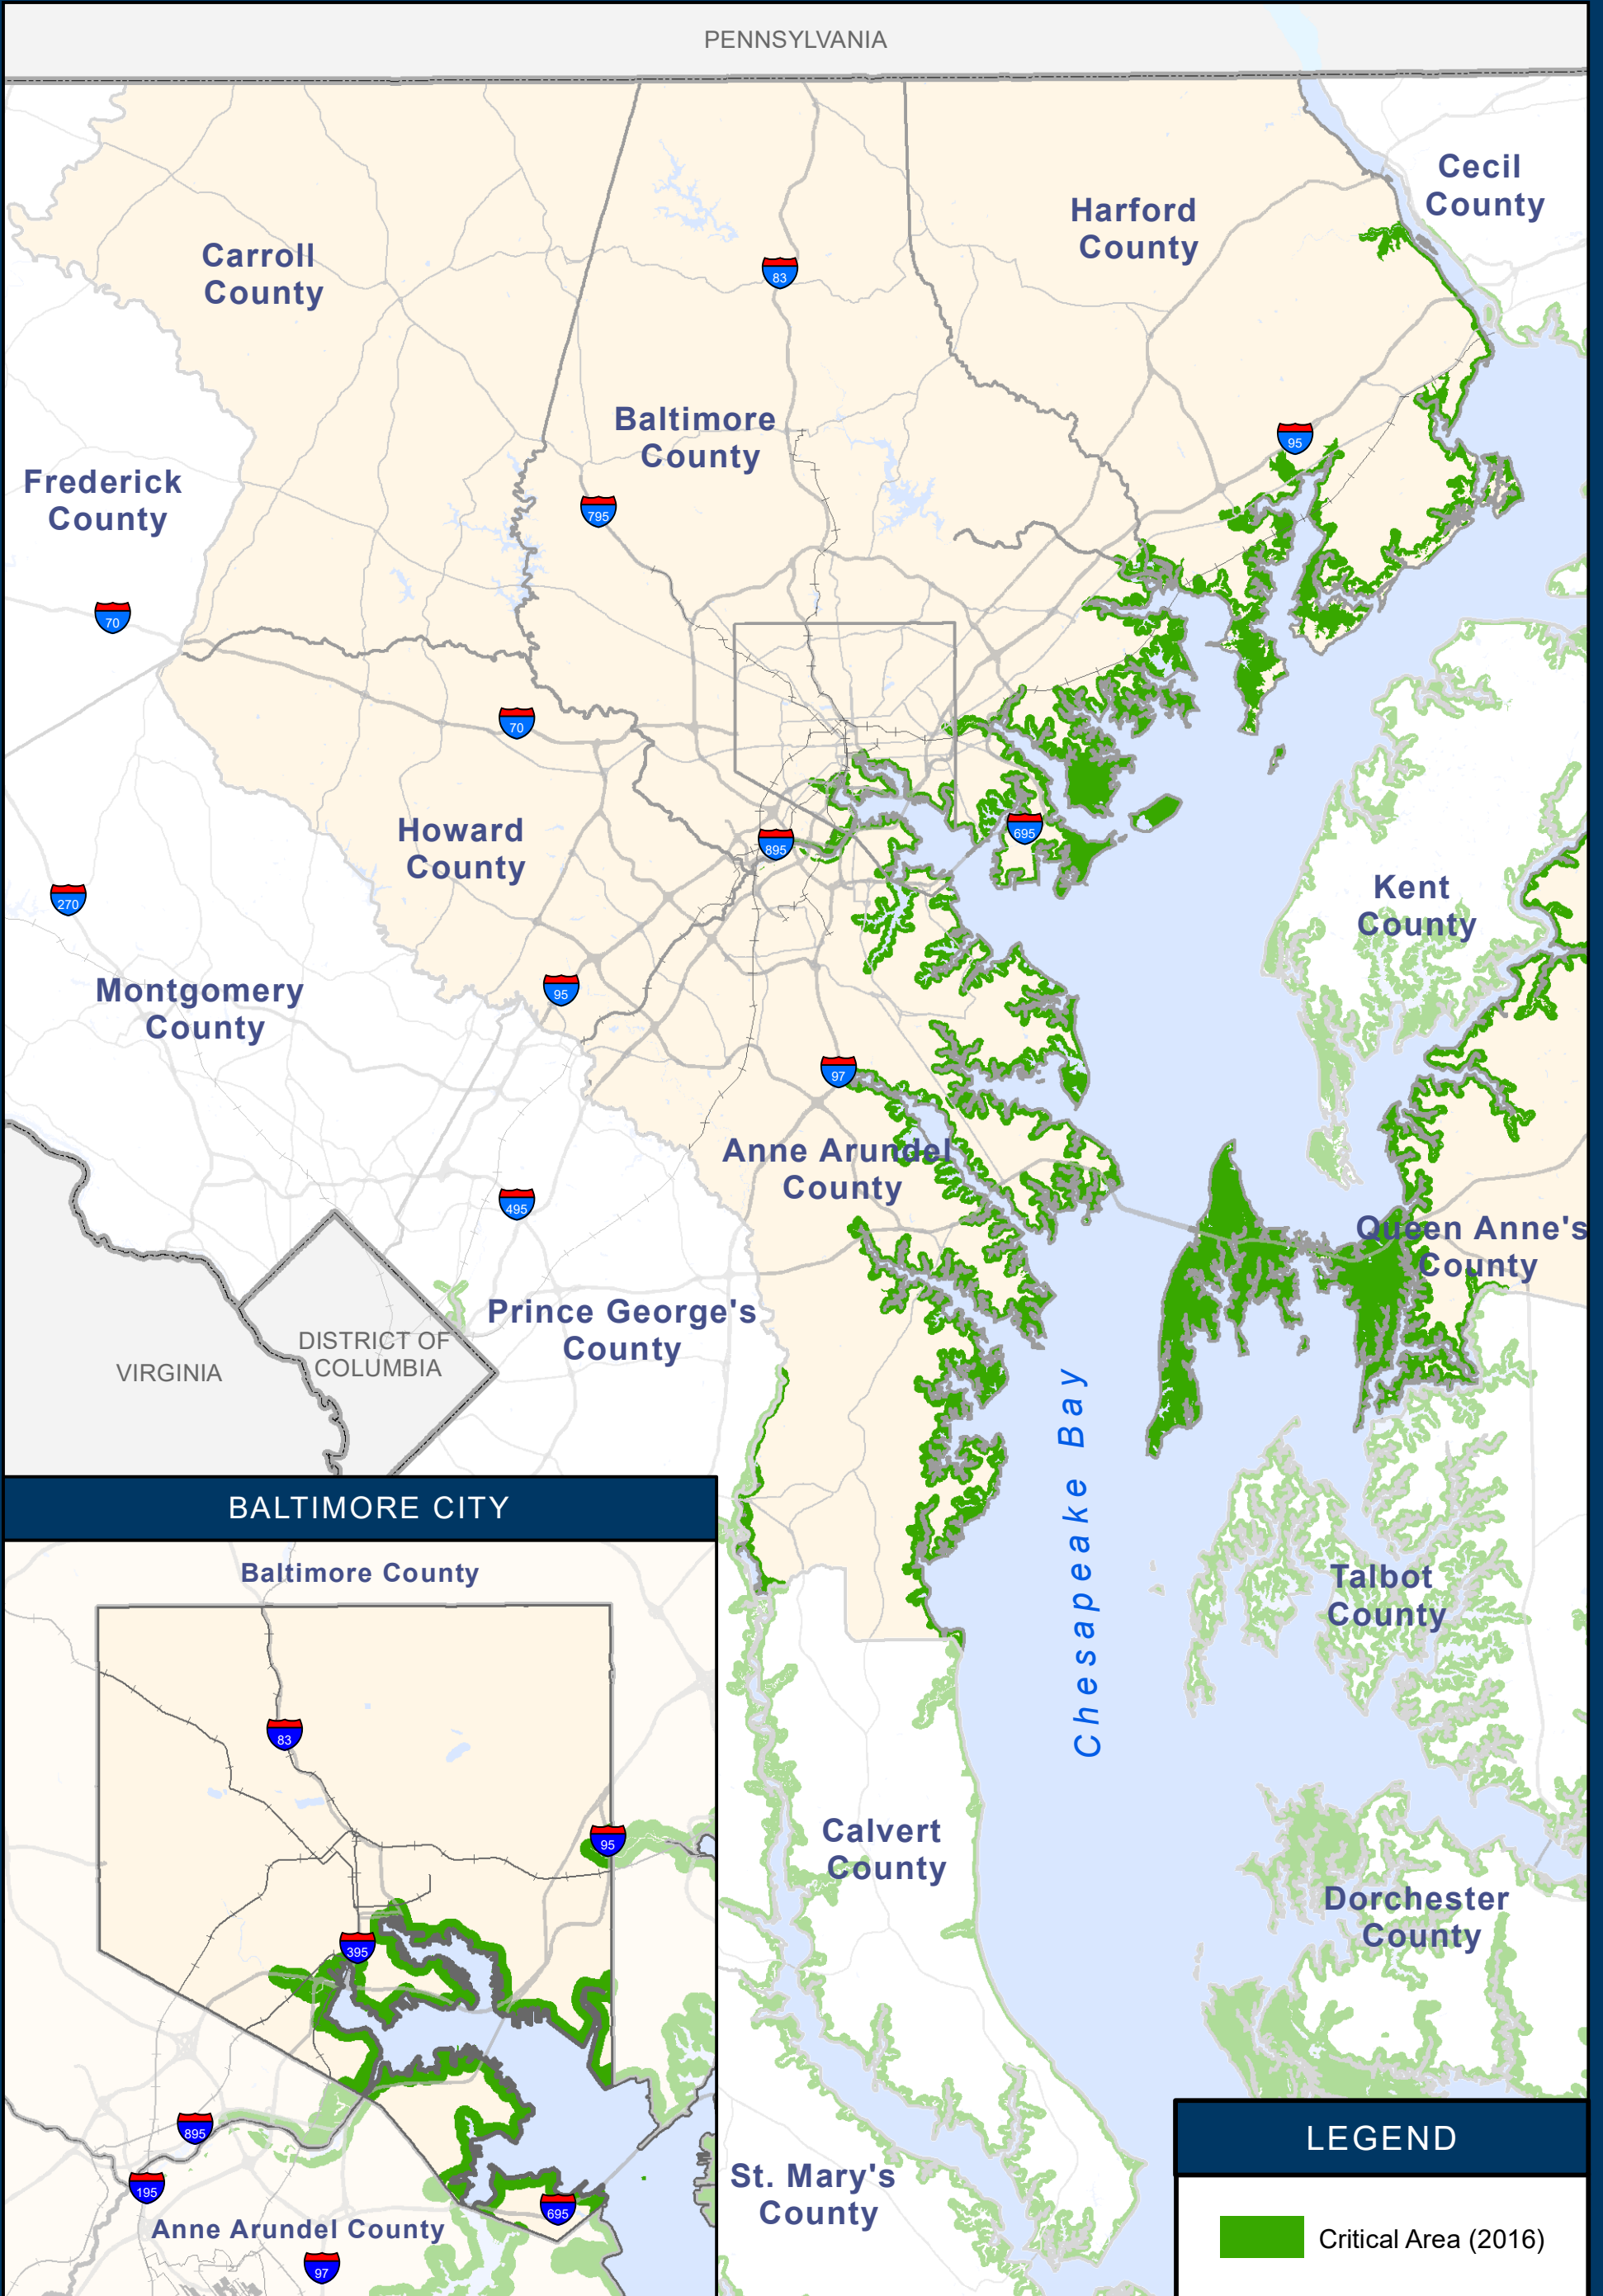 PENNSYLVANIA
Cecil
County
Harford
County
Carroll
County
83
Baltimore
County
95
Frederick
County
795
70
70
Howard
County
895
695
Kent
County
270
Montgomery
County
95
97
Anne Arundel
County
495
Queen Anne's
County
Prince George's
County
DISTRICT OF
COLUMBIA
VIRGINIA
Chesapeake Bay
BALTIMORE CITY
Baltimore County
83
95
395
895
195
695
Anne Arundel County
97
Talbot
County
Calvert
County
Dorchester
County
St. Mary's
County
LEGEND
Critical Area (2016)